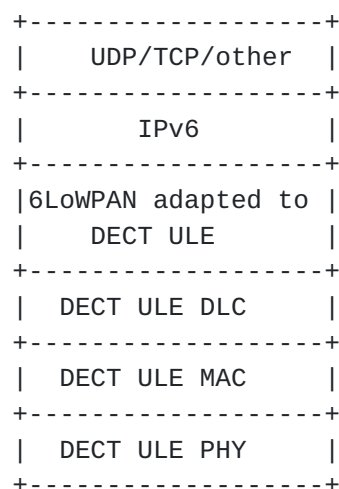 +-------------------+
|     UDP/TCP/other  |
+-------------------+
|        IPv6        |
+-------------------+
|6LoWPAN adapted to |
|     DECT ULE       |
+-------------------+
|   DECT ULE DLC     |
+-------------------+
|   DECT ULE MAC     |
+-------------------+
|   DECT ULE PHY     |
+-------------------+